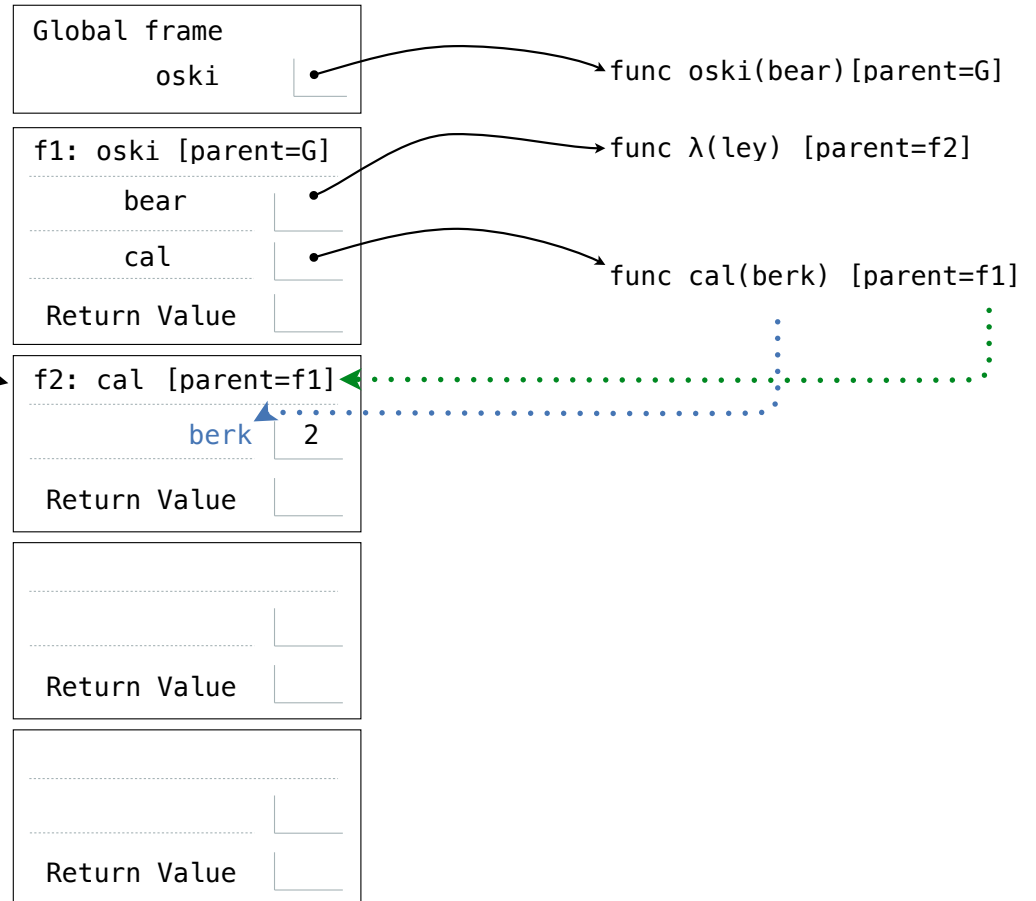 Global frame
oski
func oski(bear)[parent=G]
f1: oski [parent=G]
func λ(ley) [parent=f2]
bear
cal
func cal(berk) [parent=f1]
Return Value
f2: cal [parent=f1]
berk 2
Return Value
Return Value
Return Value